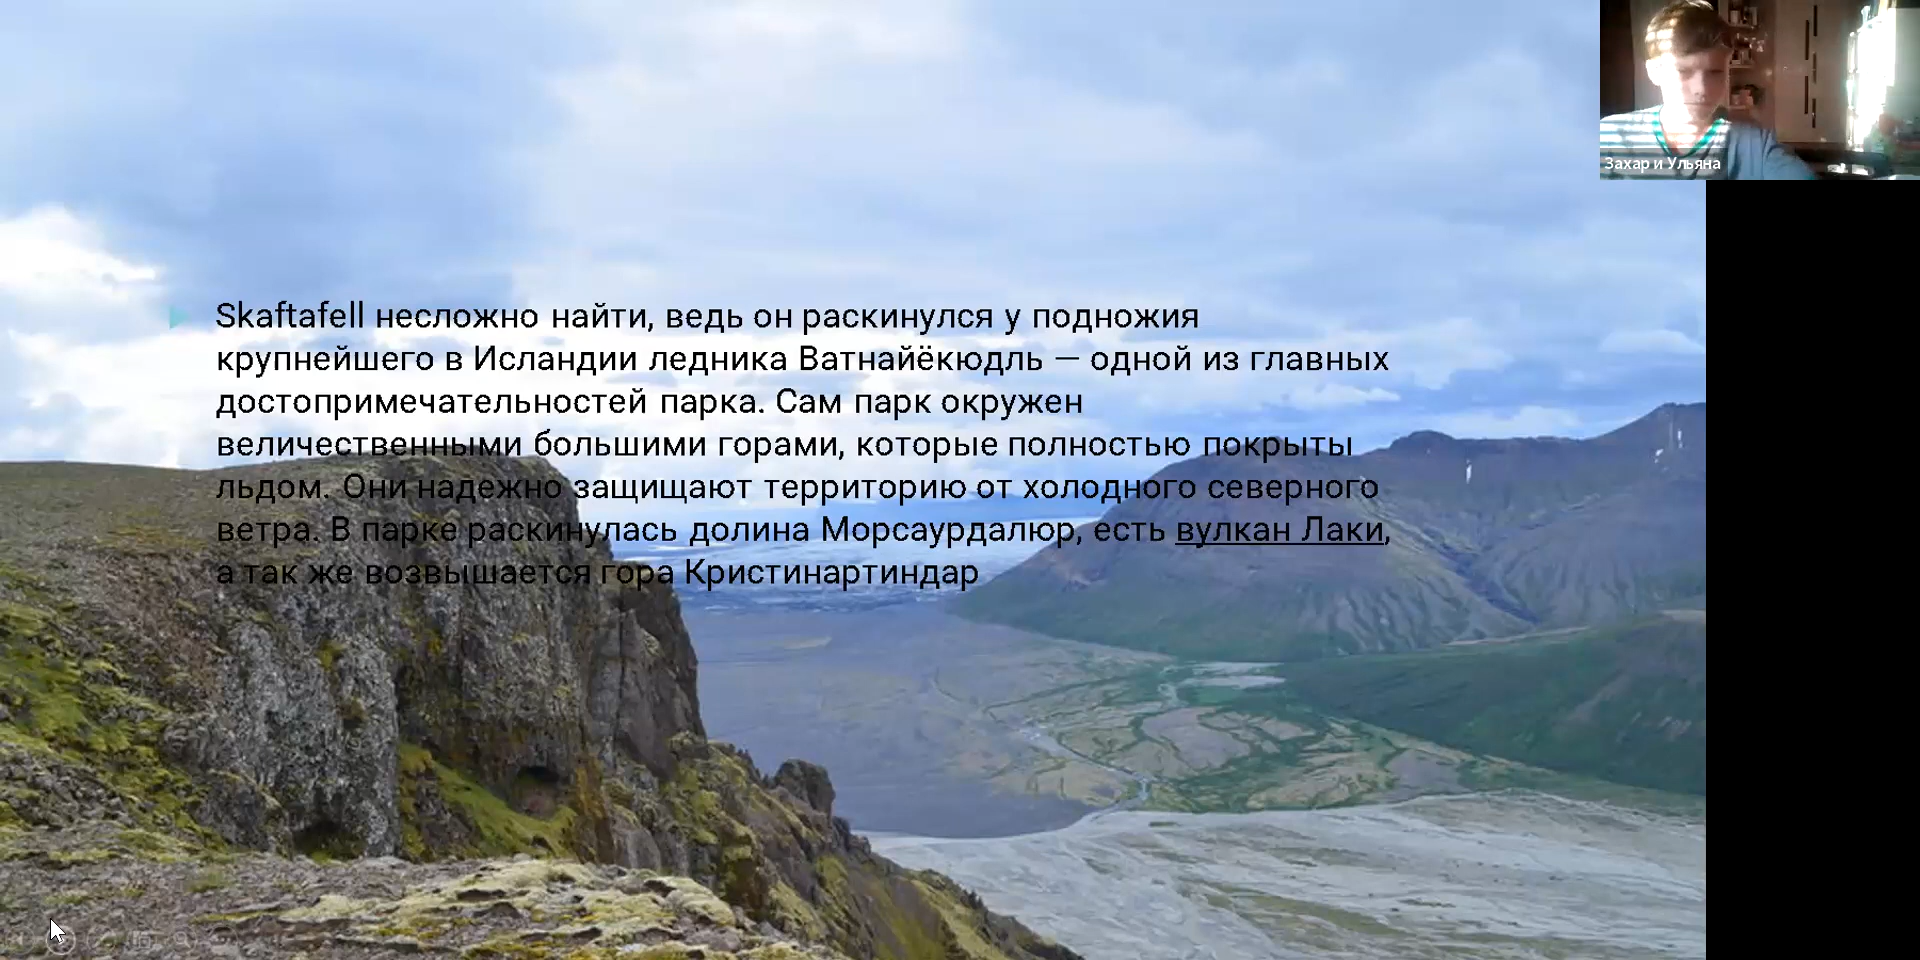 Захар и Ульяна
Skaftafell несложно найти, ведь он раскинулся у подножия
крупнейшего в Исландии ледника Ватнайёкюдль — одной из главных
достопримечательностей парка. Сам парк окружен
величественными большими горами, которые полностью покрыты
льдом. Они надежно защищают территорию от холодного северного
ветра. В парке раскинулась долина Морсаурдалюр, есть вулкан Лаки,
а так же возвышается гора Кристинартиндар